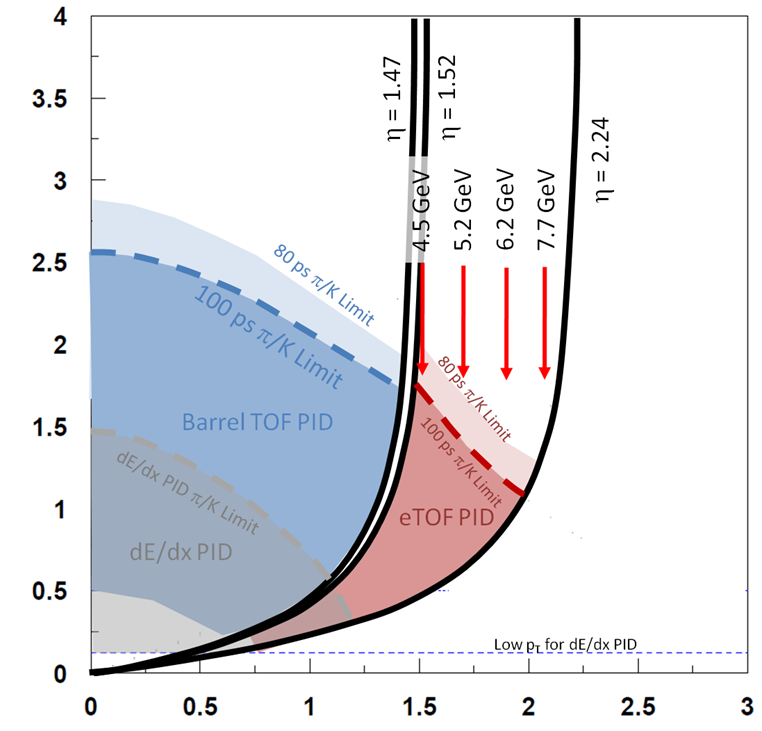 4
3.5
3
2.5
2
1.5
1
0.5
0
η = 1.47
η = 1.52
η = 2.24
4.5 GeV
5.2 GeV
6.2 GeV
7.7 GeV
80 ps π/K Limit
100 ps π/K Limit
Barrel TOF PID
dE/dx PID π/K Limit
dE/dx PID
80 ps π/K Limit
100 ps π/K Limit
eTOF PID
Low pT for dE/dx PID
0
0.5
1
1.5
2
2.5
3